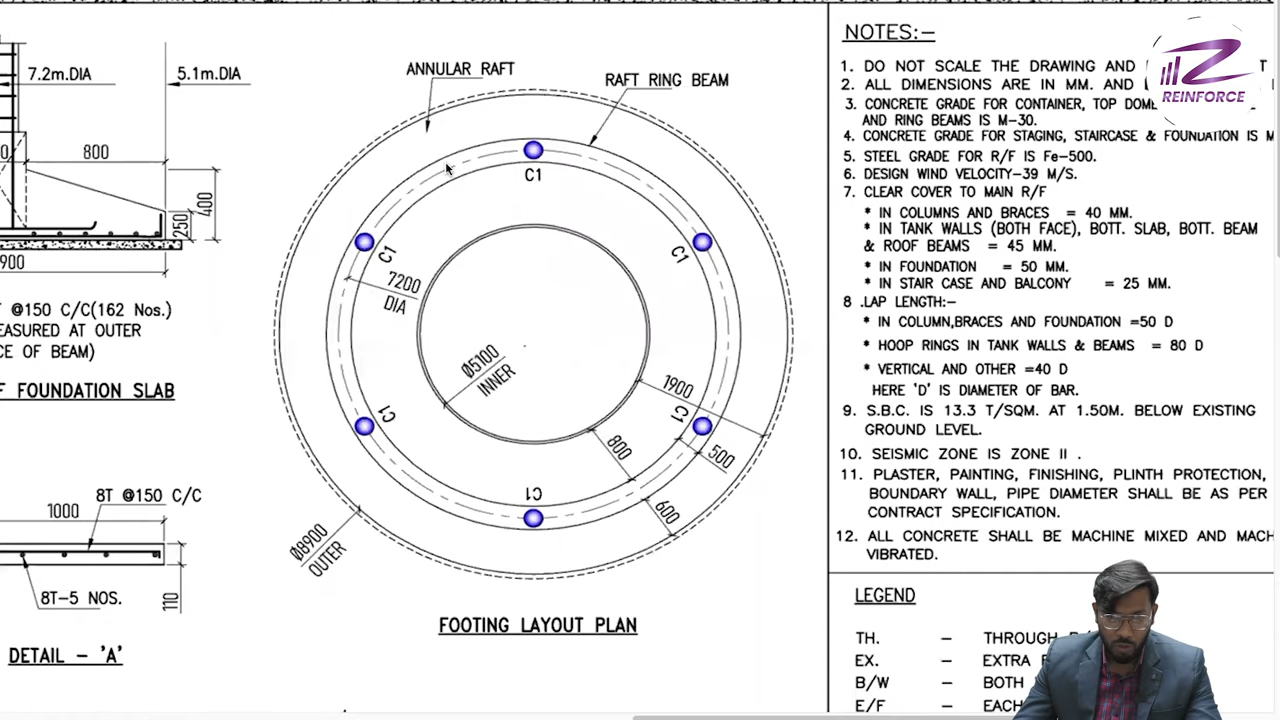 7.2m.DIA
5.1m.DIA
800
400
250
900
@150 C/C(162 Nos.)
EASURED AT OUTER
CE OF BEAM)
FOUNDATION SLAB
8T @150 C/C
1000
110
8T-5 NOS.
DETAIL - 'A'
ANNULAR RAFT
RAFT RING BEAM
C1
C1
C1
7200
DIA
Ø5100
INNER
1900
C1
C1
800
500
C1
600
Ø8900
OUTER
FOOTING LAYOUT PLAN
NOTES:-
1. DO NOT SCALE THE DRAWING AND
2. ALL DIMENSIONS ARE IN MM. AND
3. CONCRETE GRADE FOR CONTAINER, TOP DOME
AND RING BEAMS IS M-30.
4. CONCRETE GRADE FOR STAGING, STAIRCASE & FOUNDATION IS M
5. STEEL GRADE FOR R/F IS Fe-500.
6. DESIGN WIND VELOCITY-39 M/S.
7. CLEAR COVER TO MAIN R/F
* IN COLUMNS AND BRACES = 40 MM.
* IN TANK WALLS (BOTH FACE), BOTT. SLAB, BOTT. BEAM
& ROOF BEAMS = 45 MM.
* IN FOUNDATION = 50 MM.
* IN STAIR CASE AND BALCONY = 25 MM.
8 .LAP LENGTH:-
* IN COLUMN,BRACES AND FOUNDATION =50 D
* HOOP RINGS IN TANK WALLS & BEAMS = 80 D
* VERTICAL AND OTHER =40 D
HERE 'D' IS DIAMETER OF BAR.
9. S.B.C. IS 13.3 T/SQM. AT 1.50M. BELOW EXISTING
GROUND LEVEL.
10. SEISMIC ZONE IS ZONE II .
11. PLASTER, PAINTING, FINISHING, PLINTH PROTECTION,
BOUNDARY WALL, PIPE DIAMETER SHALL BE AS PER
CONTRACT SPECIFICATION.
12. ALL CONCRETE SHALL BE MACHINE MIXED AND MACH
VIBRATED.
LEGEND
TH. - THROUGH
EX. - EXTRA
B/W - BOTH
E/F - EACH
REINFORCE